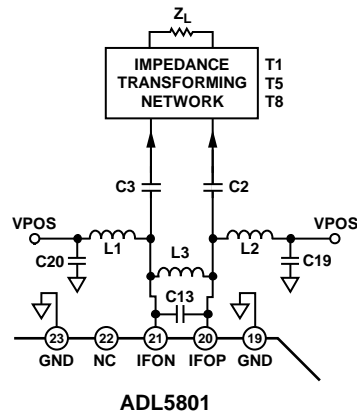 ZL
IMPEDANCE
TRANSFORMING
NETWORK
T1
T5
T8
C3
C2
VPOS
VPOS
L1
L3
L2
C20
C19
C13
23
22
21
20
19
GND
NC
IFON
IFOP
GND
ADL5801